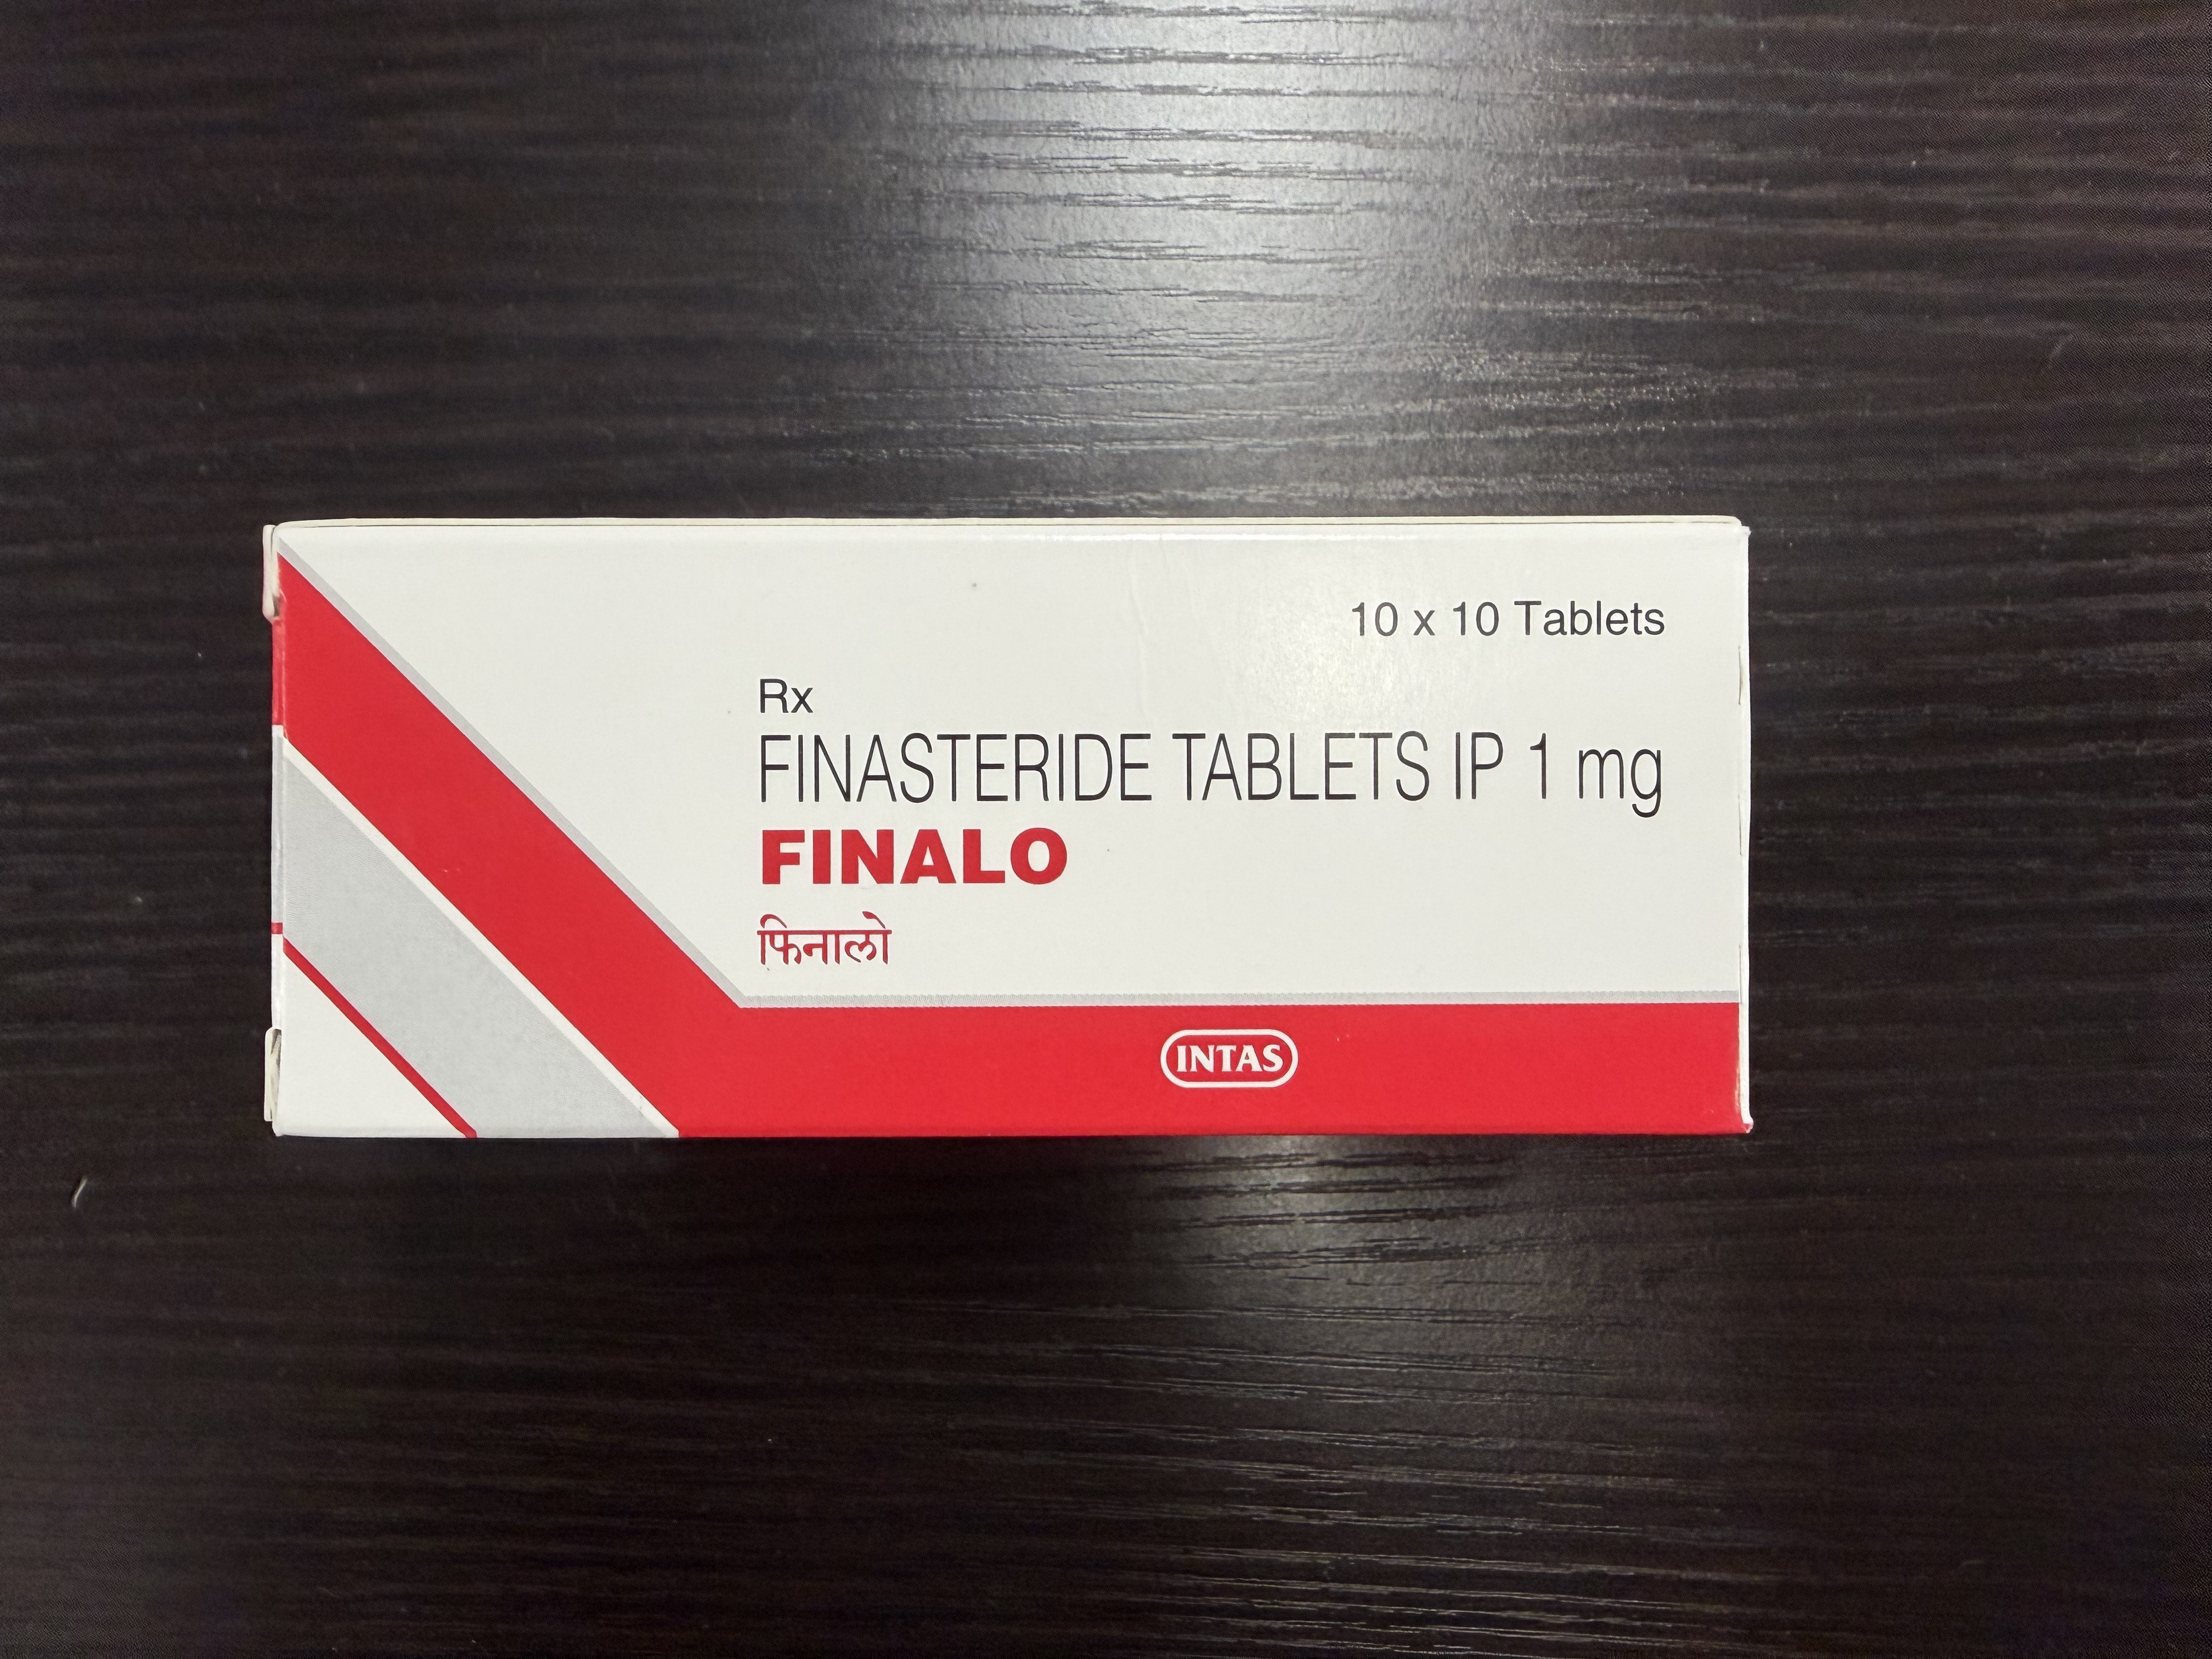 10 x 10 Tablets
Rx
FINASTERIDE TABLETS IP 1 mg
FINALO
फिनालो
INTAS